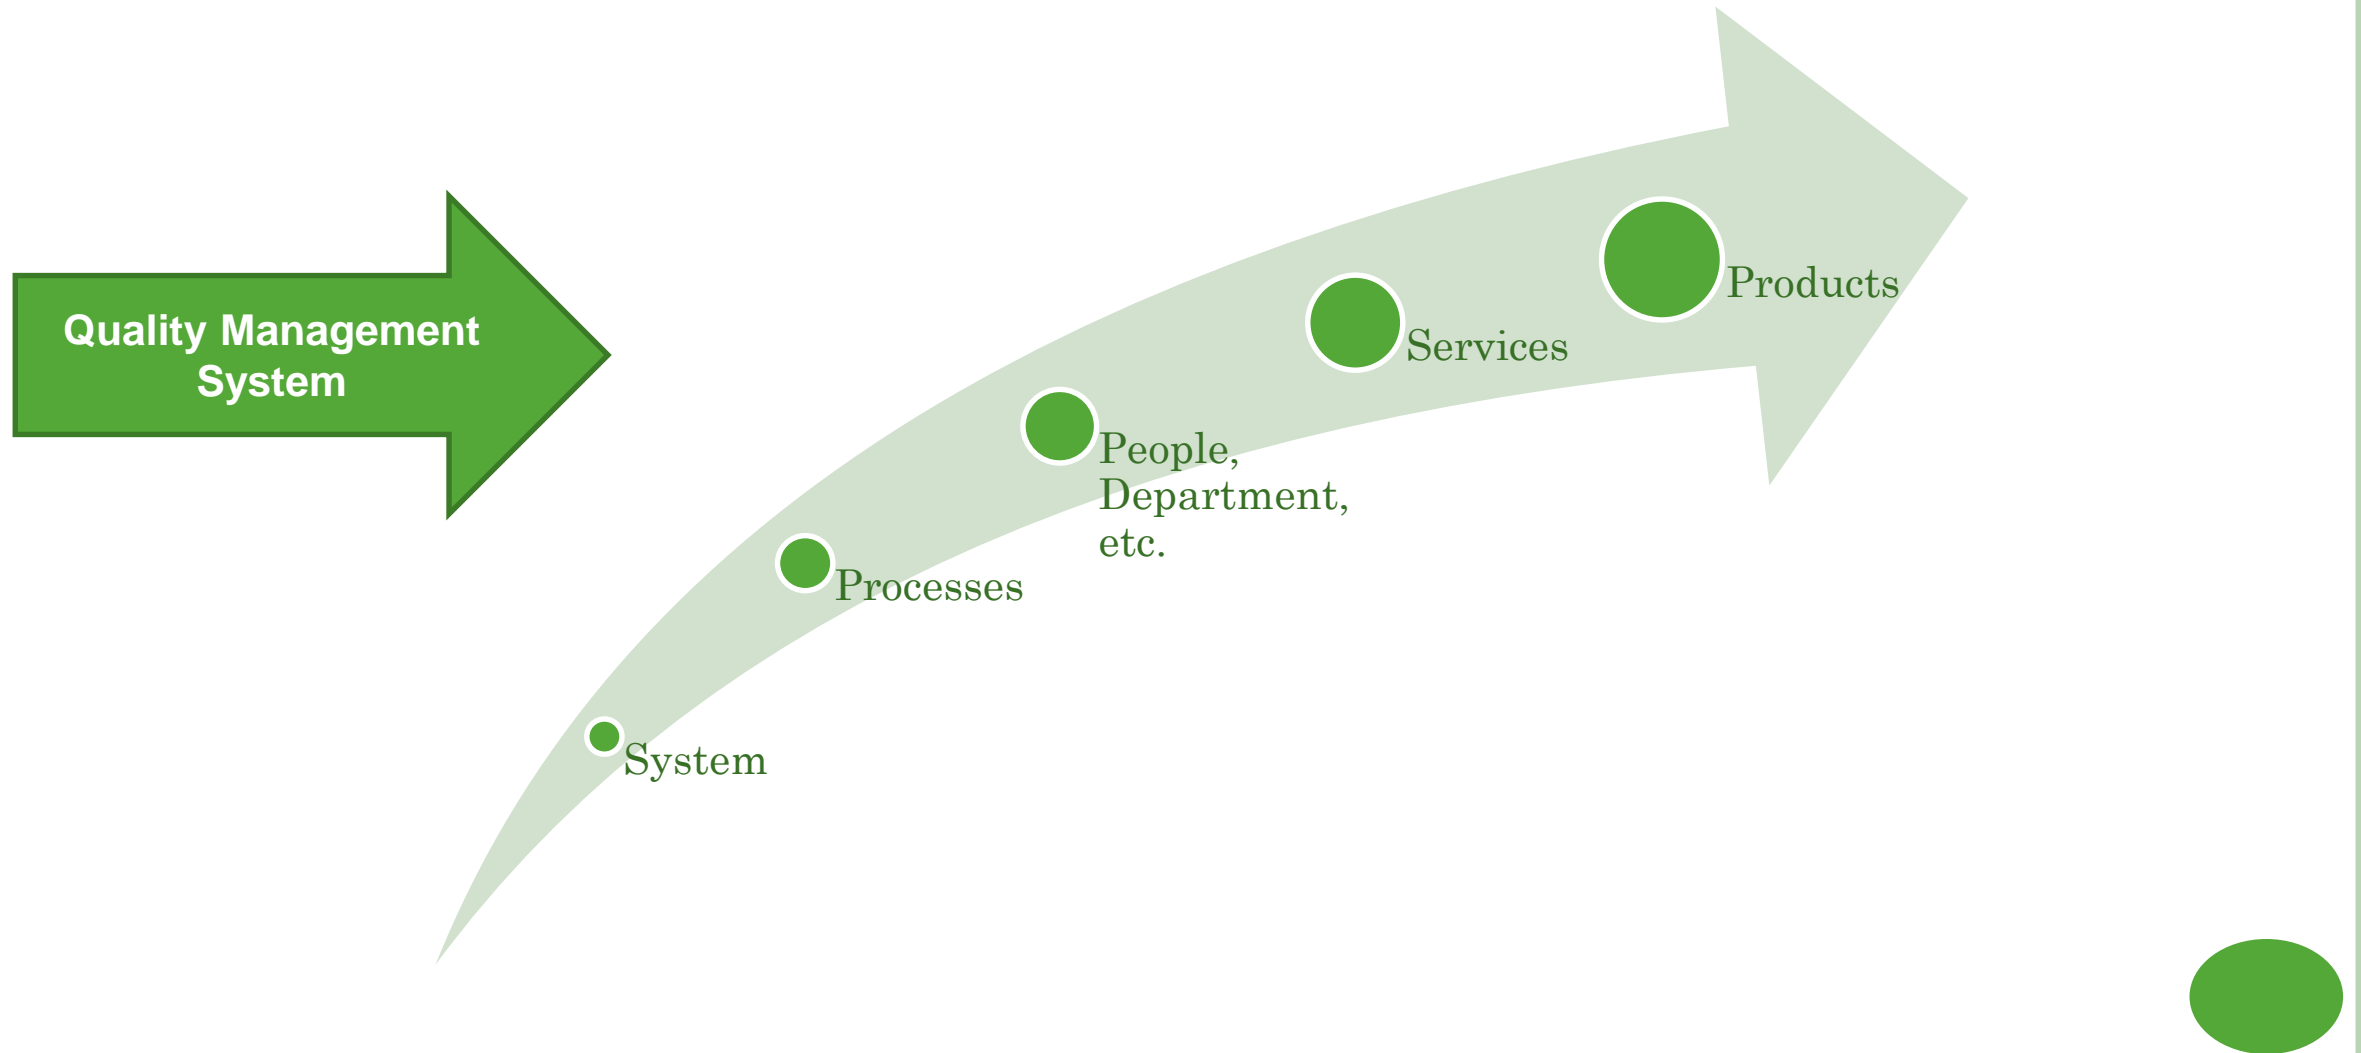 Quality Management
System
Products
Services
People,
Department,
etc.
Processes
System